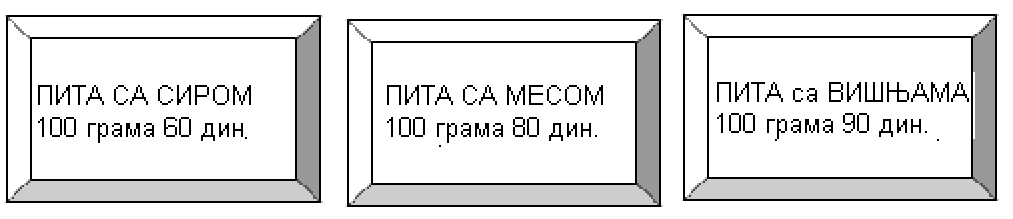 ПИТА СА СИРОМ
100 грама 60 дин.
ПИТА СА МЕСОМ
100 грама 80 дин.
ПИТА са ВИШЊАМА
100 грама 90 дин.